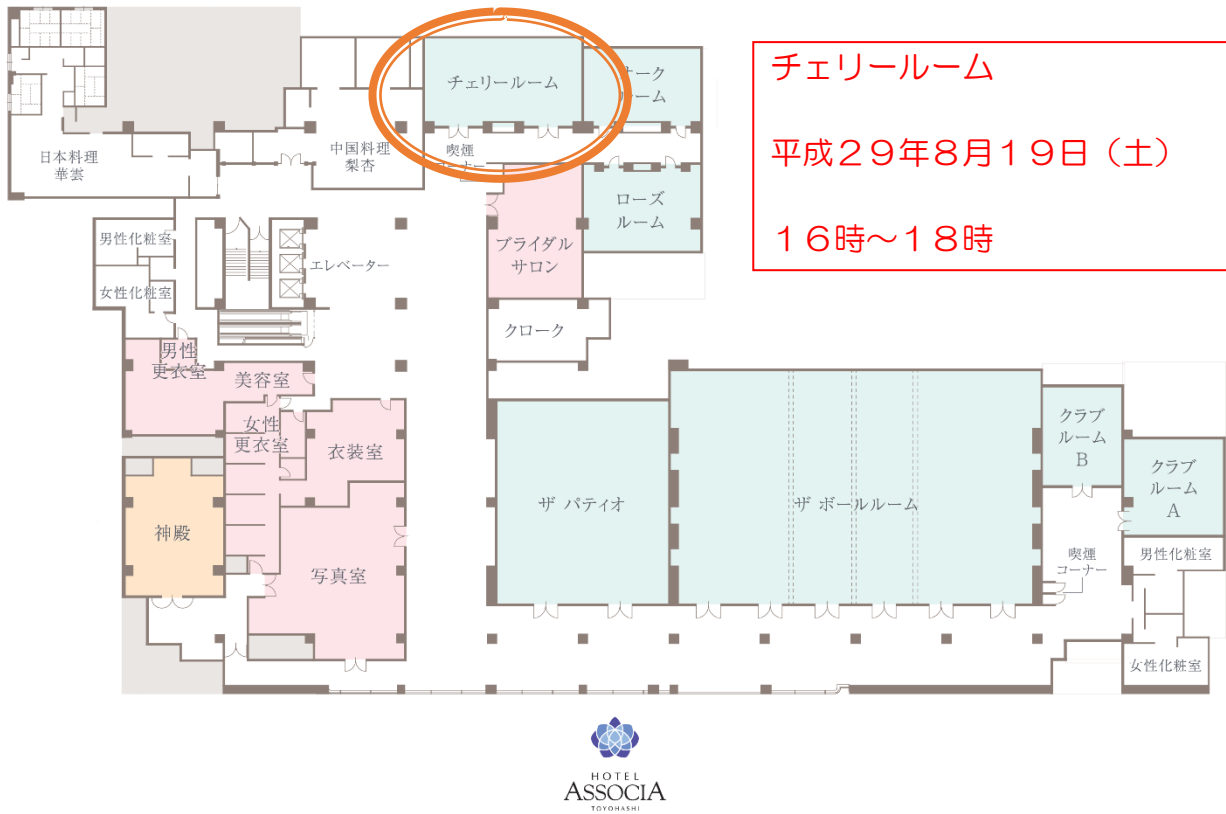 チェリールーム
平成29年8月19日(土)
16時~18時
チェリールーム
オーク
ルーム
日本料理
華雲
中国料理
梨杏
喫煙
コーナー
ローズ
ルーム
ブライダル
サロン
男性化粧室
女性化粧室
エレベーター
クローク
男性
更衣室
美容室
女性
更衣室
衣装室
神殿
写真室
ザ パティオ
ザ ボールルーム
クラブ
ルーム
B
クラブ
ルーム
A
喫煙
コーナー
男性化粧室
女性化粧室
HOTEL
ASSOCIA
TOYOHASHI